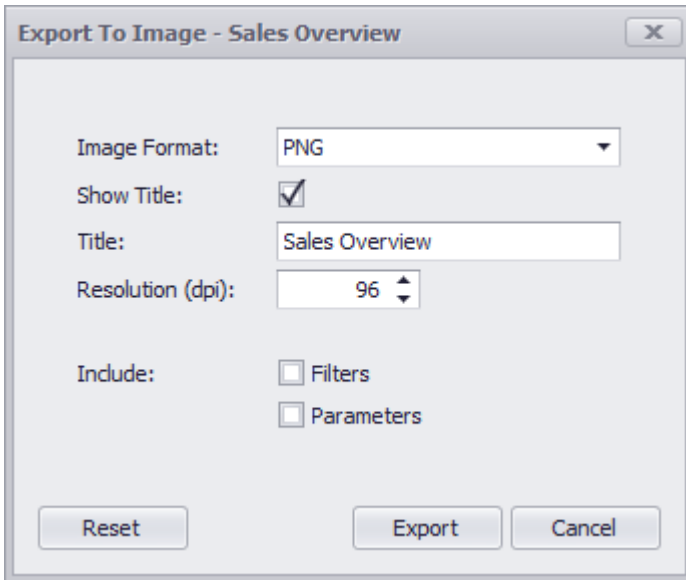 Export To Image - Sales Overview
Image Format: PNG
Show Title:
Title: Sales Overview
Resolution (dpi): 96
Include: Filters
Parameters
Reset Export Cancel